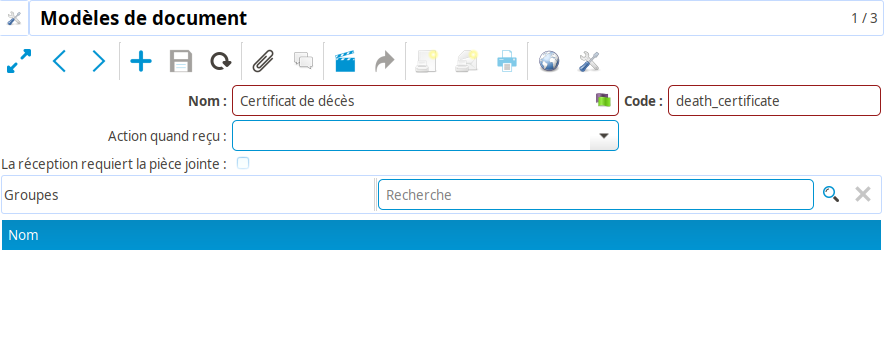 Modèles de document 1 / 3
Nom : Certificat de décès Code : death_certificate
Action quand reçu :
La réception requiert la pièce jointe :
Groupes Recherche
Nom